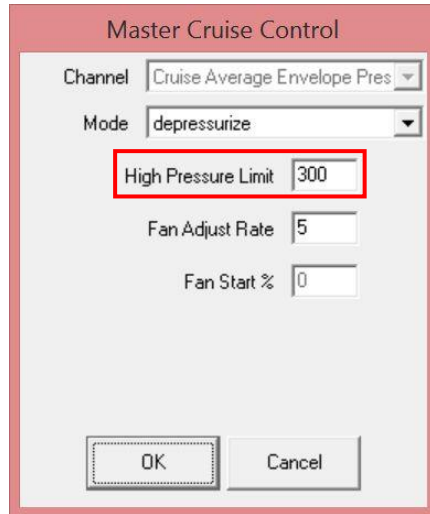 Master Cruise Control
Channel Cruise Average Envelope Pres
Mode depressurize
High Pressure Limit 300
Fan Adjust Rate 5
Fan Start % 0
OK Cancel